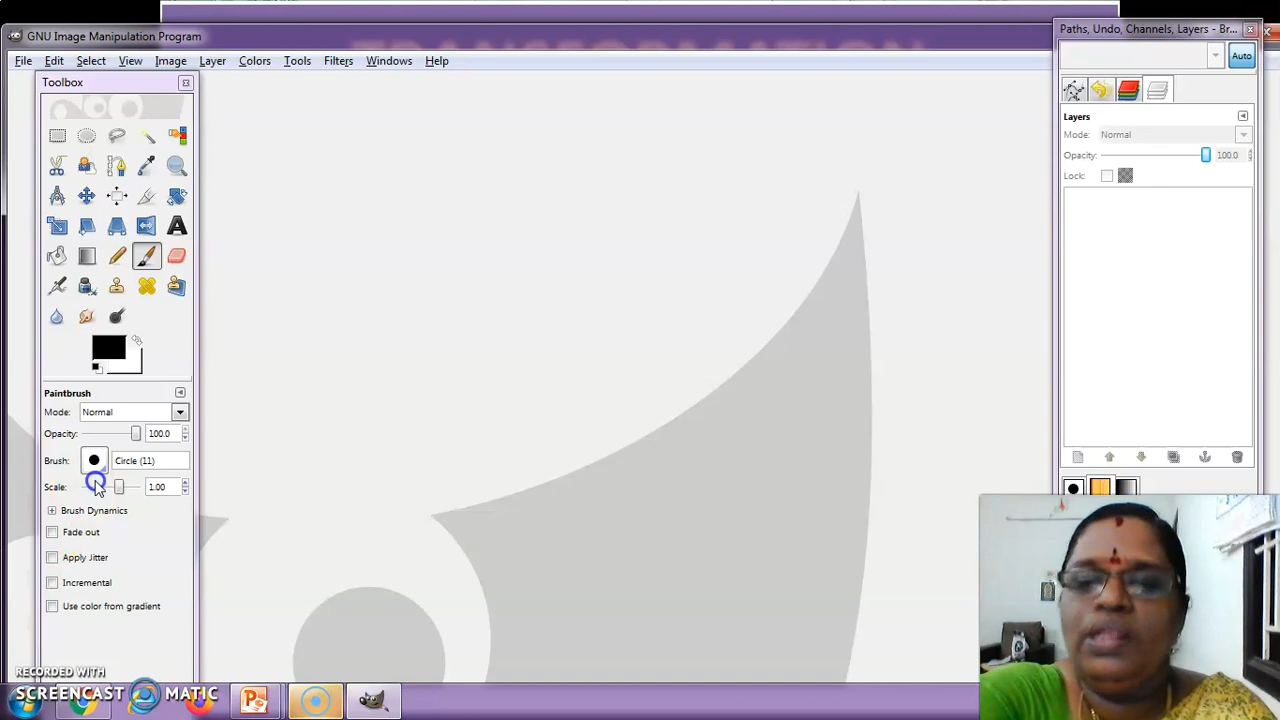 GNU Image Manipulation Program
Paths, Undo, Channels, Layers - Br...
File Edit Select View Image Layer Colors Tools Filters Windows Help
Auto
Toolbox
Layers
Mode: Normal
Opacity: 100.0
Lock:
Paintbrush
Mode: Normal
Opacity: 100.0
Brush: Circle (11)
Scale: 1.00
Brush Dynamics
Fade out
Apply Jitter
Incremental
Use color from gradient
RECORDED WITH
SCREENCAST MATIC